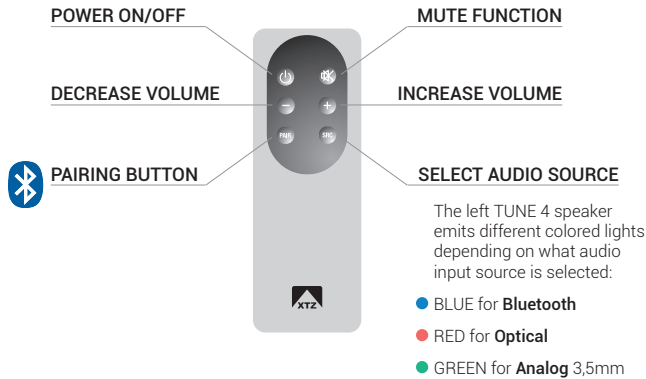 POWER ON/OFF
MUTE FUNCTION
DECREASE VOLUME
INCREASE VOLUME
PAIR
SRC
PAIRING BUTTON
SELECT AUDIO SOURCE
The left TUNE 4 speaker
emits different colored lights
depending on what audio
input source is selected:
BLUE for Bluetooth
RED for Optical
GREEN for Analog 3,5mm
XTZ